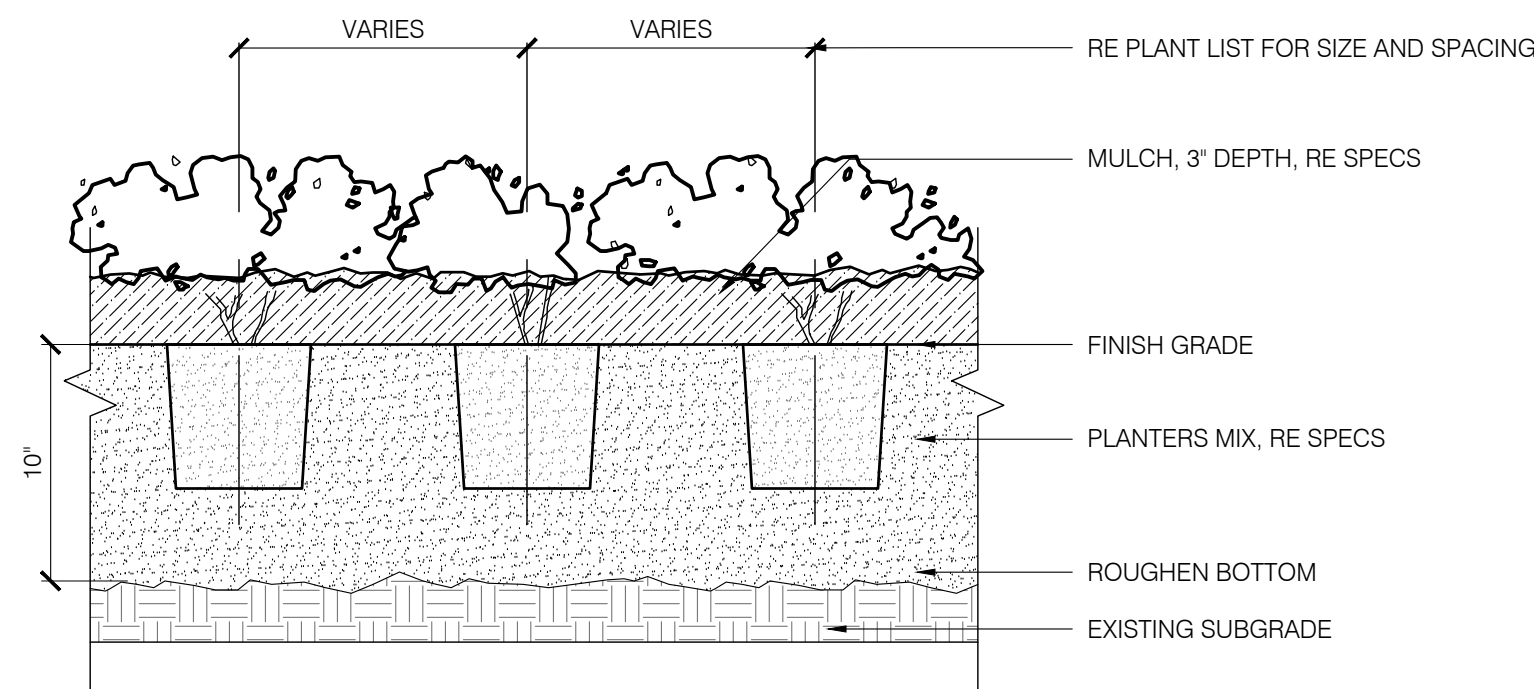 VARIES
VARIES
RE PLANT LIST FOR SIZE AND SPACING
MULCH, 3" DEPTH, RE SPECS
FINISH GRADE
PLANTERS MIX, RE SPECS
10"
ROUGHEN BOTTOM
EXISTING SUBGRADE